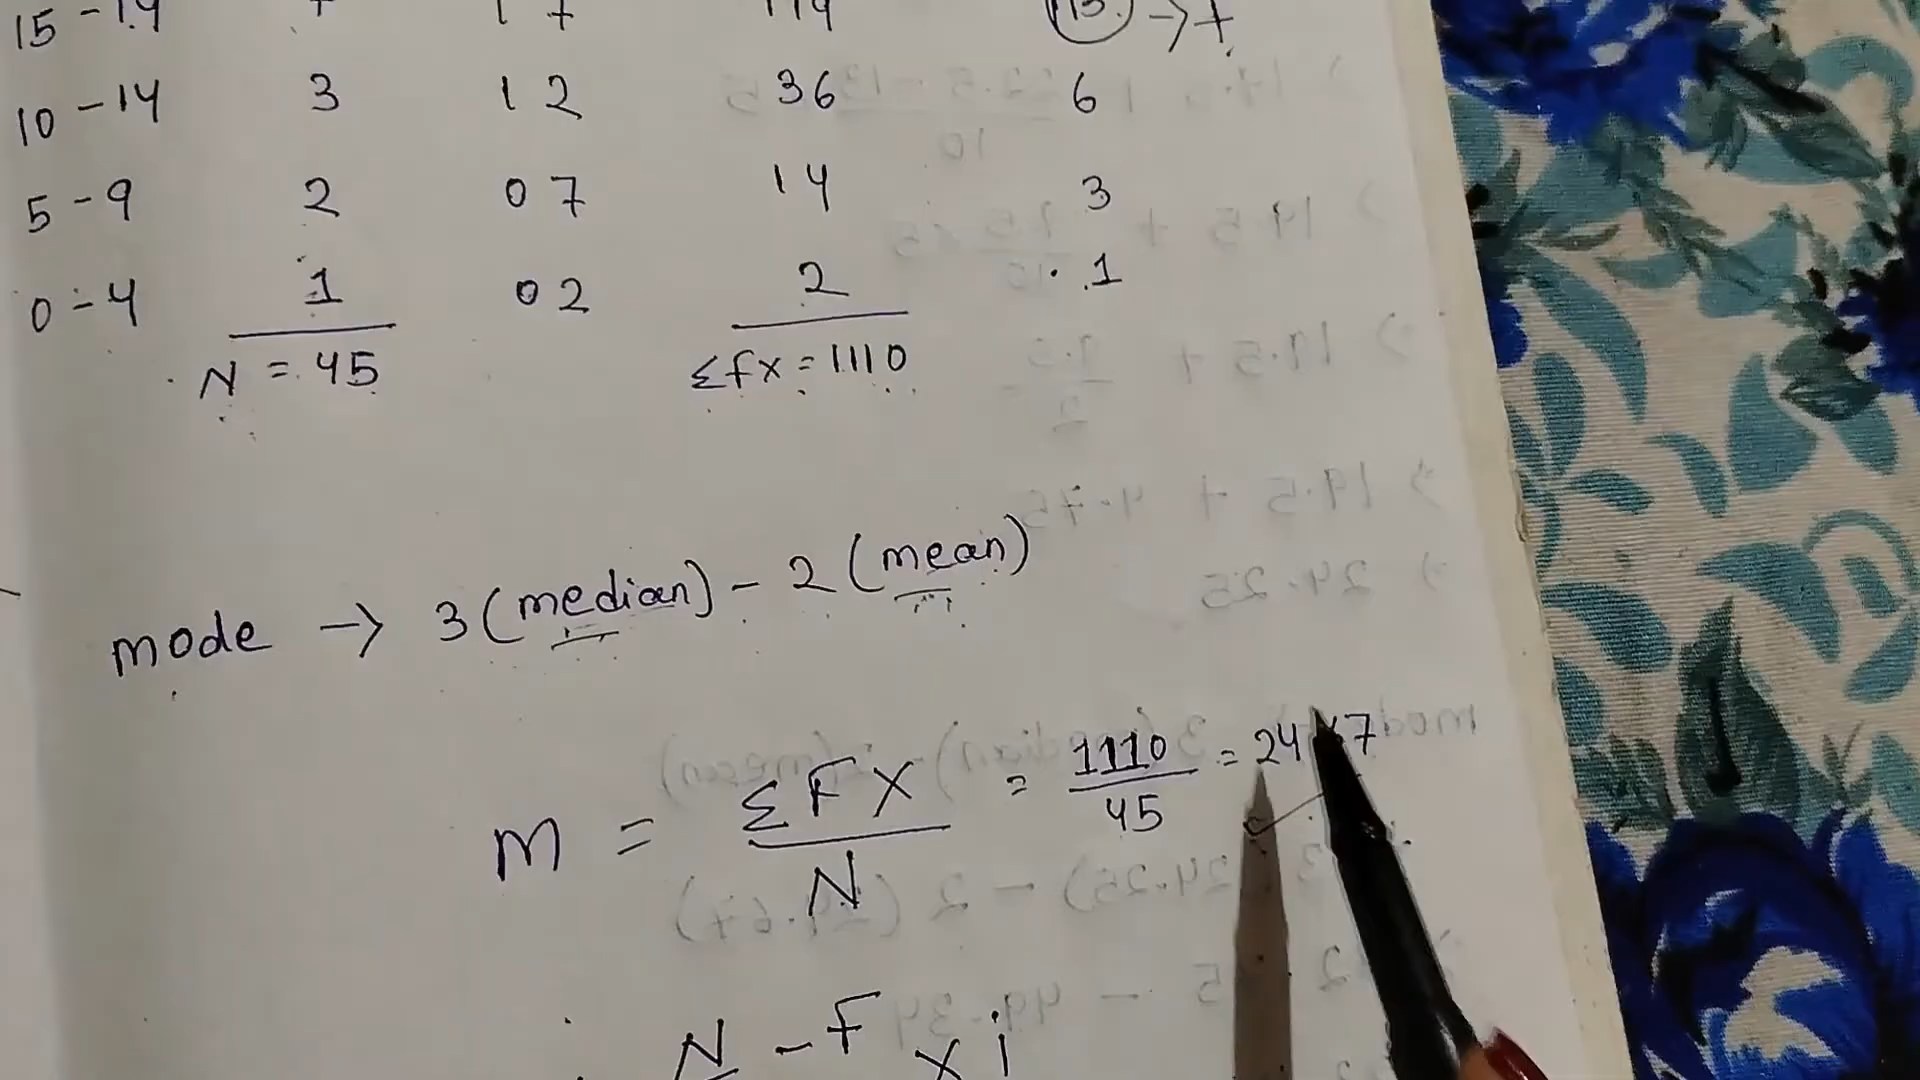 10 - 14 3 12 36 6
5 - 9 2 07 14 3
0 - 4 1 02 2 1
N = 45 Σfx = 1110
mode → 3 (median) - 2 (mean)
M = ΣFX / N = 1110 / 45 = 24
N - F x i